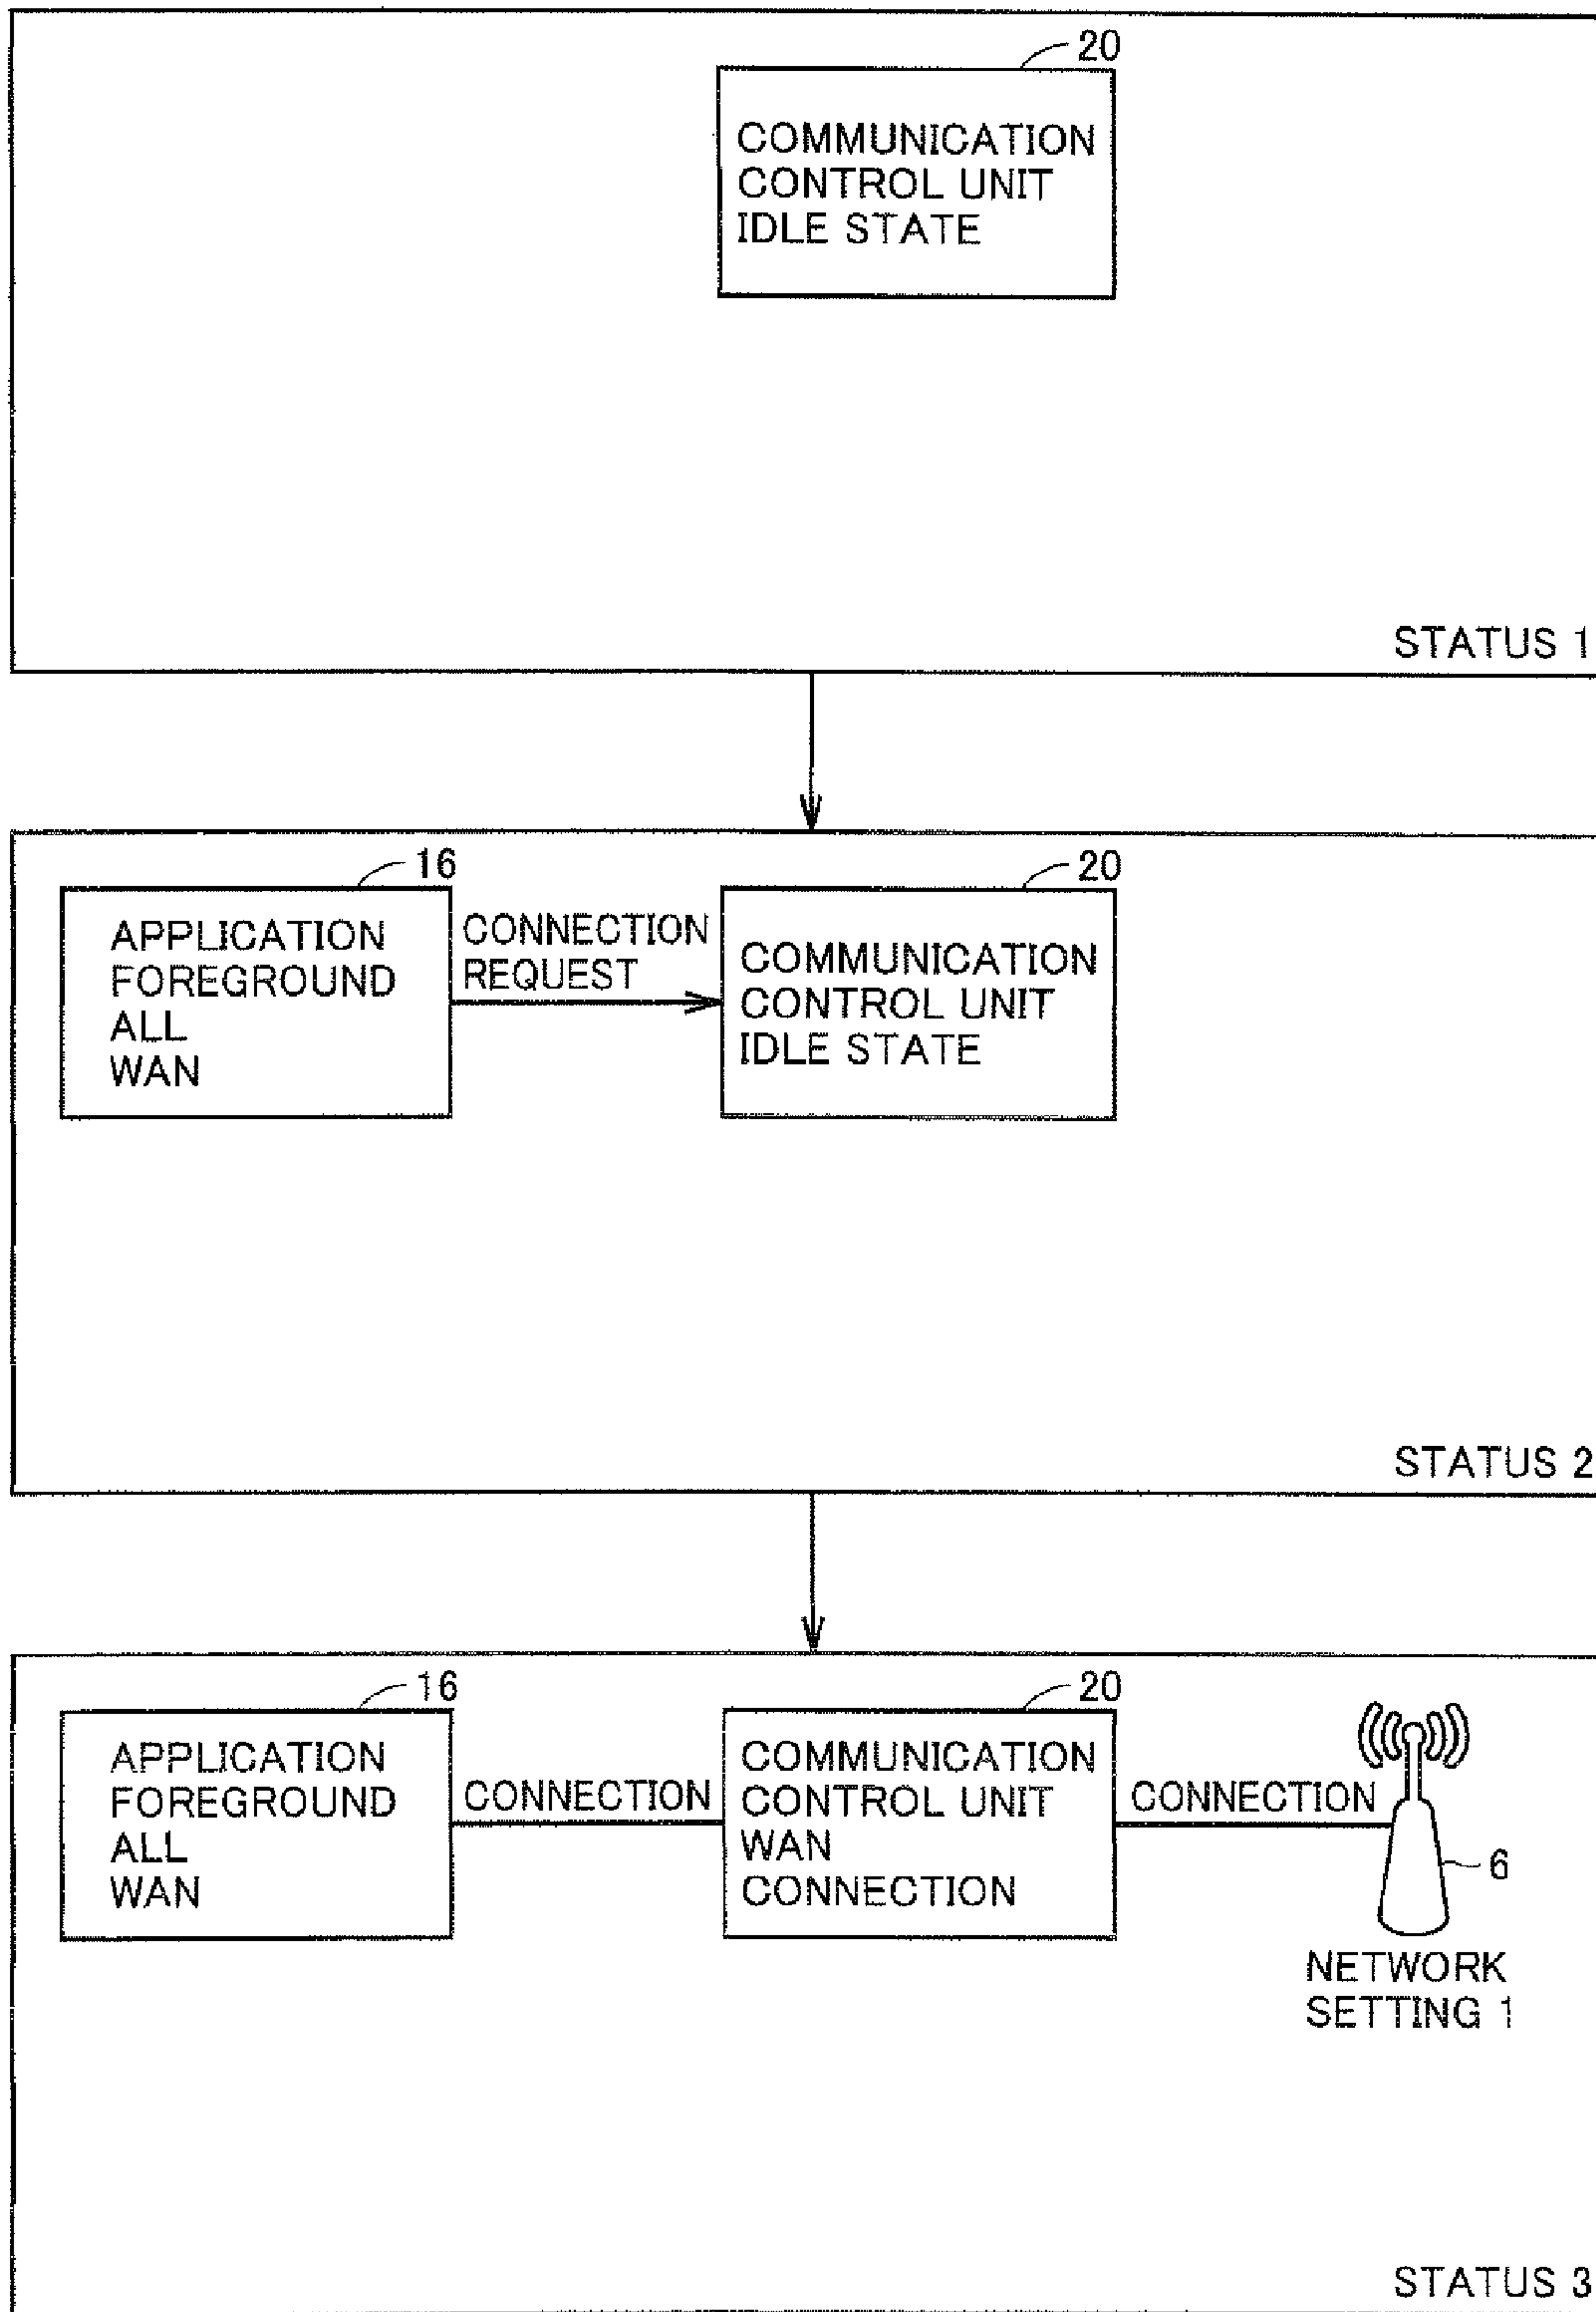 20
COMMUNICATION
CONTROL UNIT
IDLE STATE
STATUS 1
16
20
APPLICATION
FOREGROUND
ALL
WAN
CONNECTION
REQUEST
COMMUNICATION
CONTROL UNIT
IDLE STATE
STATUS 2
16
20
APPLICATION
FOREGROUND
ALL
WAN
CONNECTION
COMMUNICATION
CONTROL UNIT
WAN
CONNECTION
CONNECTION
6
NETWORK
SETTING 1
STATUS 3